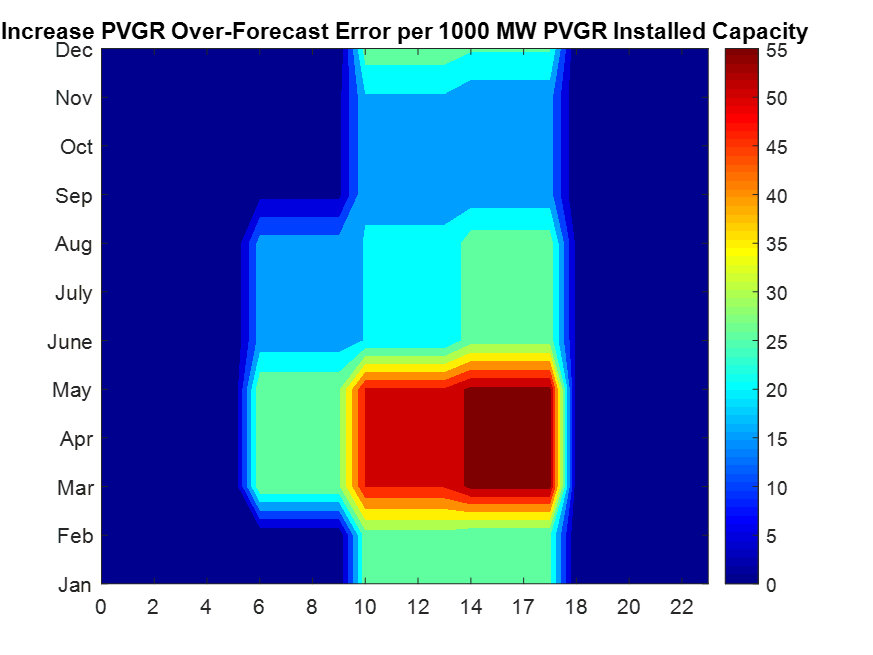 Increase PVGR Over-Forecast Error per 1000 MW PVGR Installed Capacity
Dec
Nov
Oct
Sep
Aug
July
June
May
Apr
Mar
Feb
Jan
0 2 4 6 8 10 12 14 17 18 20 22
55
50
45
40
35
30
25
20
15
10
5
0